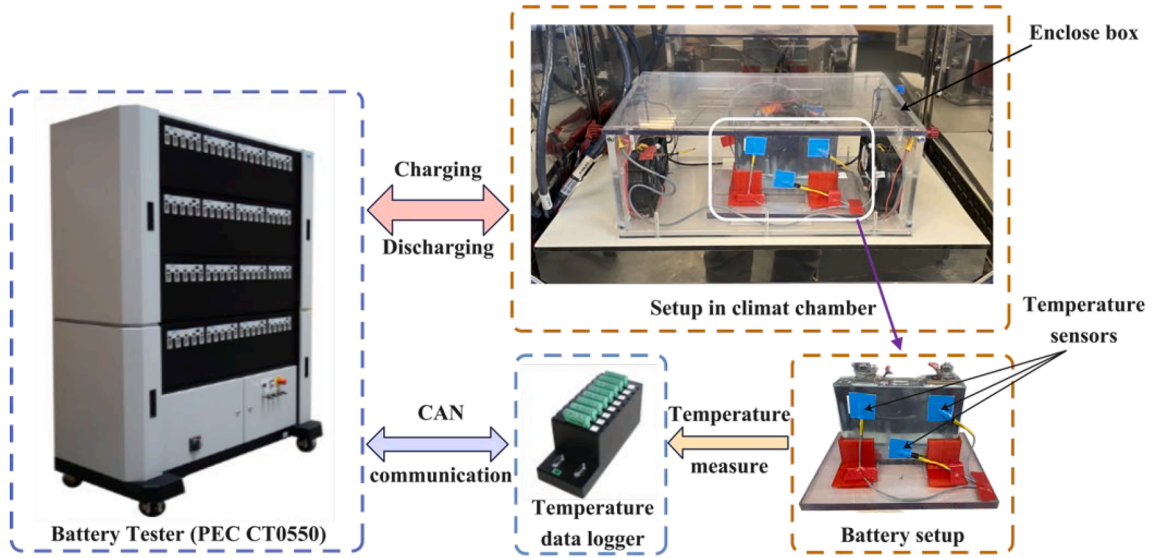 Enclose box
Charging
Discharging
Setup in climat chamber
Temperature
sensors
CAN
communication
Temperature
measure
Battery Tester (PEC CT0550)
Temperature
data logger
Battery setup